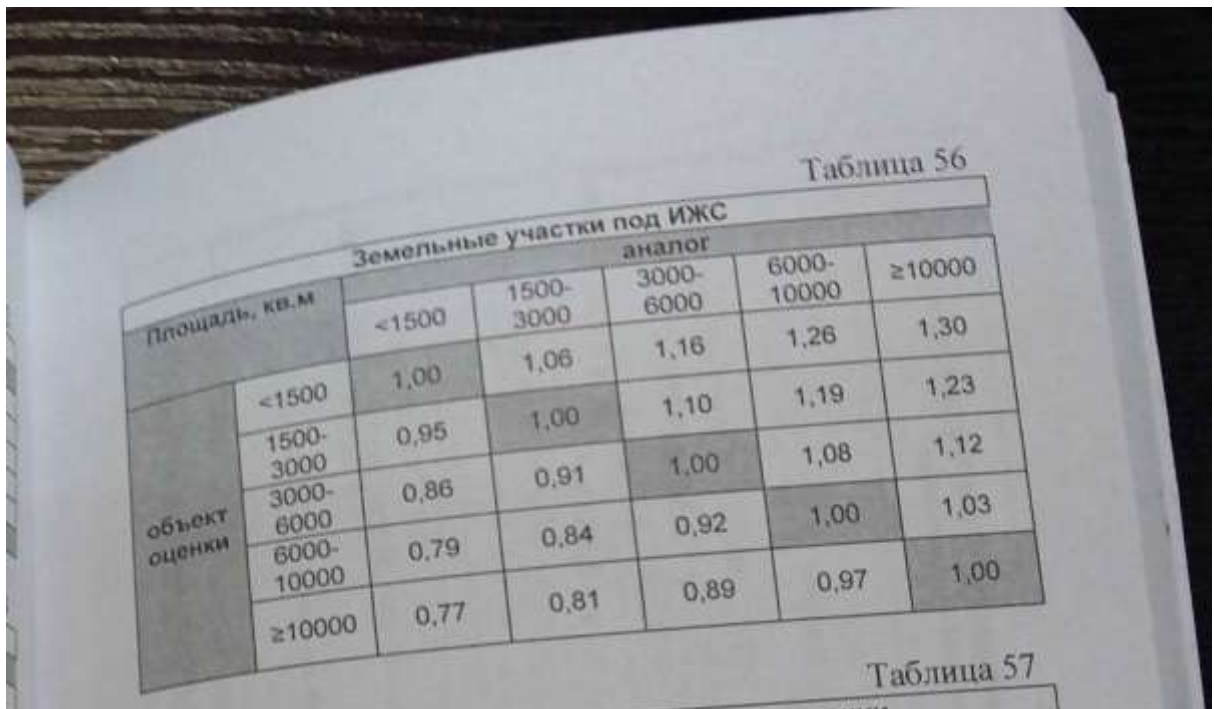 Таблица 56
Земельные участки под ИЖС
Площадь, кв.м
аналог
<1500 1500-3000 3000-6000 6000-10000 ≥10000
объект оценки
<1500 1,00 1,06 1,16 1,26 1,30
1500-3000 0,95 1,00 1,10 1,19 1,23
3000-6000 0,86 0,91 1,00 1,08 1,12
6000-10000 0,79 0,84 0,92 1,00 1,03
≥10000 0,77 0,81 0,89 0,97 1,00
Таблица 57